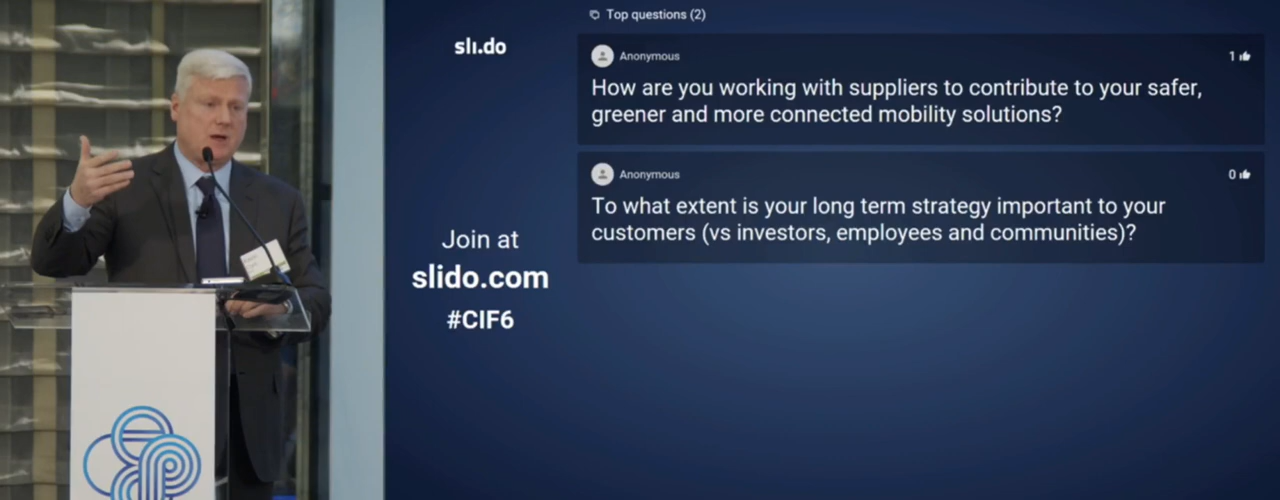 Top questions (2)
slı.do
Anonymous
1
How are you working with suppliers to contribute to your safer,
greener and more connected mobility solutions?
Anonymous
0
To what extent is your long term strategy important to your
customers (vs investors, employees and communities)?
Join at
slido.com
#CIF6